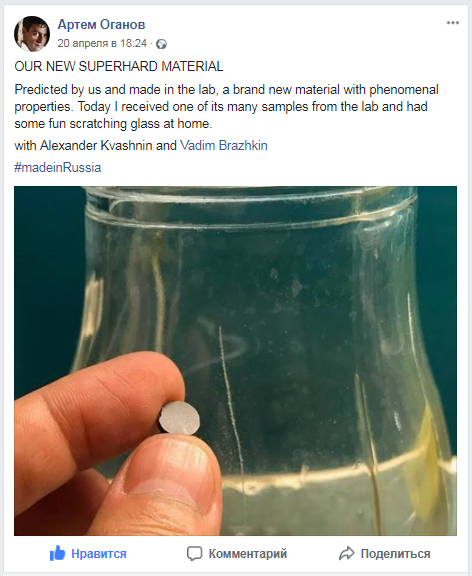 Артем Оганов
20 апреля в 18:24 ·
OUR NEW SUPERHARD MATERIAL
Predicted by us and made in the lab, a brand new material with phenomenal
properties. Today I received one of its many samples from the lab and had
some fun scratching glass at home.
with Alexander Kvashnin and Vadim Brazhkin
#madeinRussia
Нравится
Комментарий
Поделиться